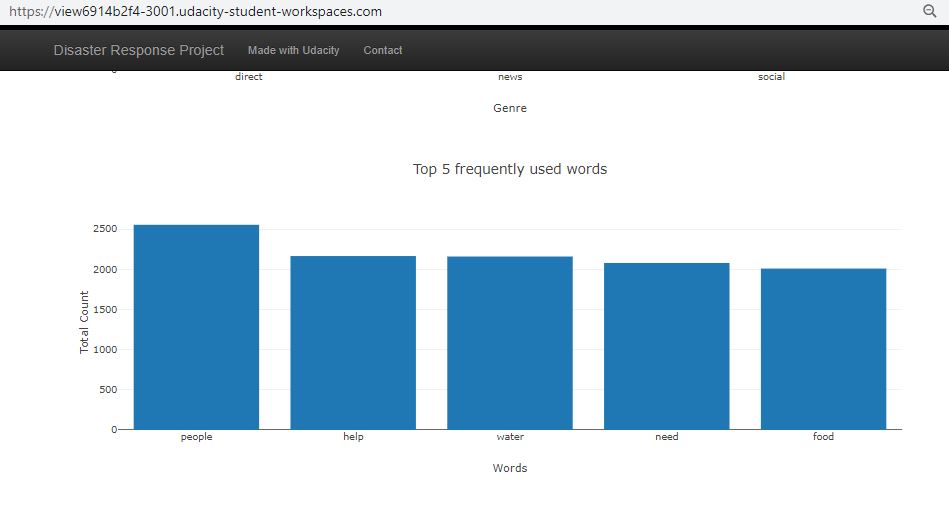 https://view6914b2f4-3001.udacity-student-workspaces.com
Disaster Response Project Made with Udacity Contact
direct news social
Genre
Top 5 frequently used words
2500
2000
1500
1000
500
0
Total Count
people help water need food
Words